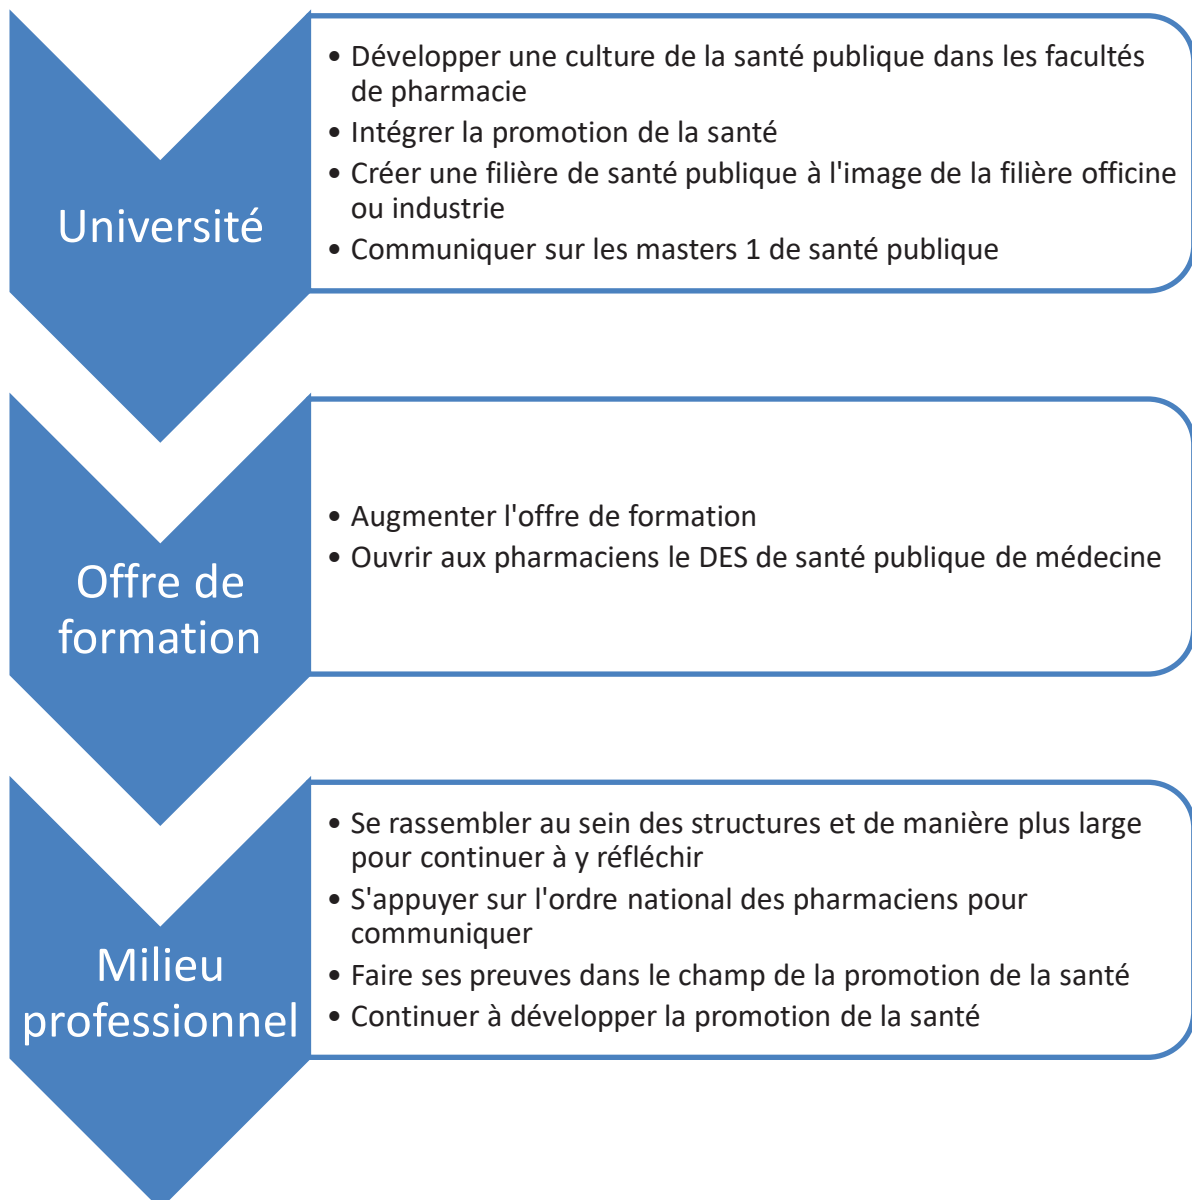 Université
• Développer une culture de la santé publique dans les facultés
de pharmacie
• Intégrer la promotion de la santé
• Créer une filière de santé publique à l'image de la filière officine
ou industrie
• Communiquer sur les masters 1 de santé publique
Offre de
formation
• Augmenter l'offre de formation
• Ouvrir aux pharmaciens le DES de santé publique de médecine
Milieu
professionnel
• Se rassembler au sein des structures et de manière plus large
pour continuer à y réfléchir
• S'appuyer sur l'ordre national des pharmaciens pour
communiquer
• Faire ses preuves dans le champ de la promotion de la santé
• Continuer à développer la promotion de la santé